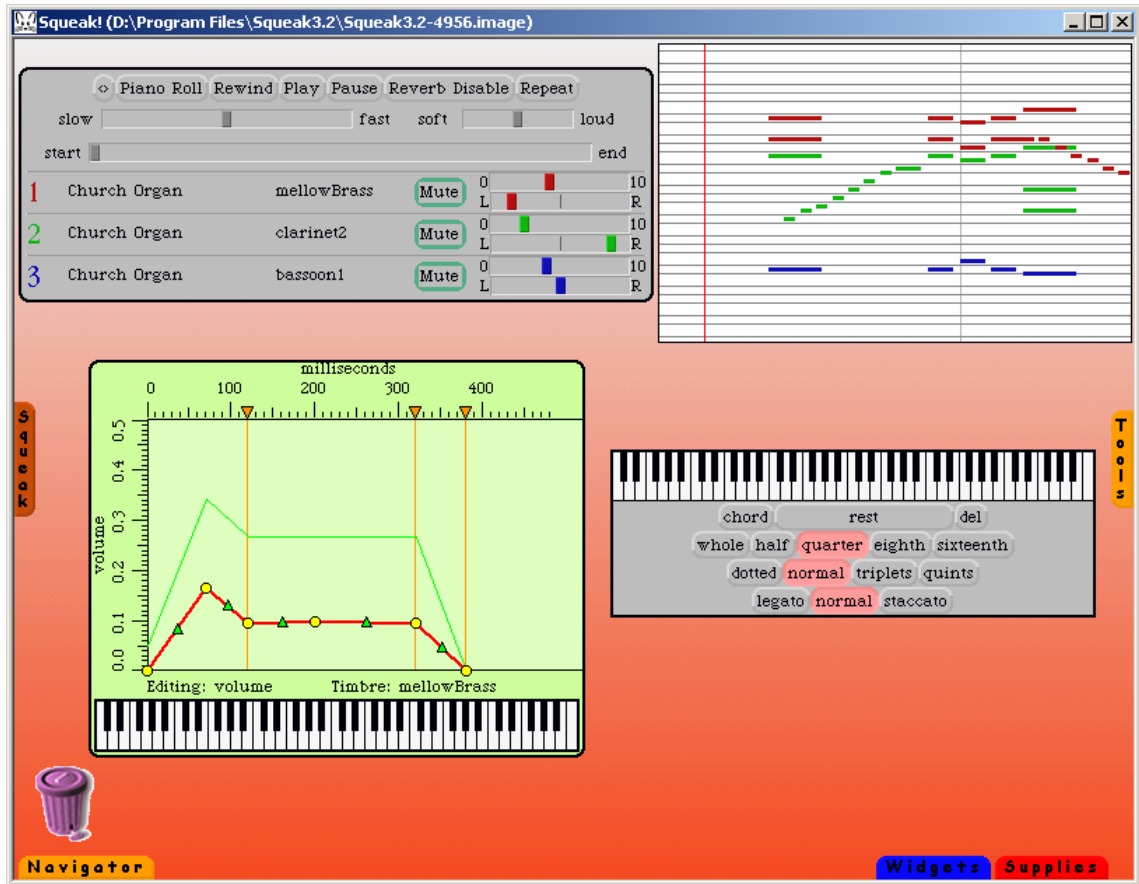 Squeak! (D:\Program Files\Squeak3.2\Squeak3.2-4956.image)
<> Piano Roll Rewind Play Pause Reverb Disable Repeat
slow fast soft loud
start end
1 Church Organ mellowBrass Mute 0 10
L R
2 Church Organ clarinet2 Mute 0 10
L R
3 Church Organ bassoon1 Mute 0 10
L R
milliseconds
0 100 200 300 400
0.5
0.4
0.3
0.2
0.1
0.0
volume
Editing: volume Timbre: mellowBrass
Squeak
Tools
chord rest del
whole half quarter eighth sixteenth
dotted normal triplets quints
legato normal staccato
Navigator
Widgets
Supplies